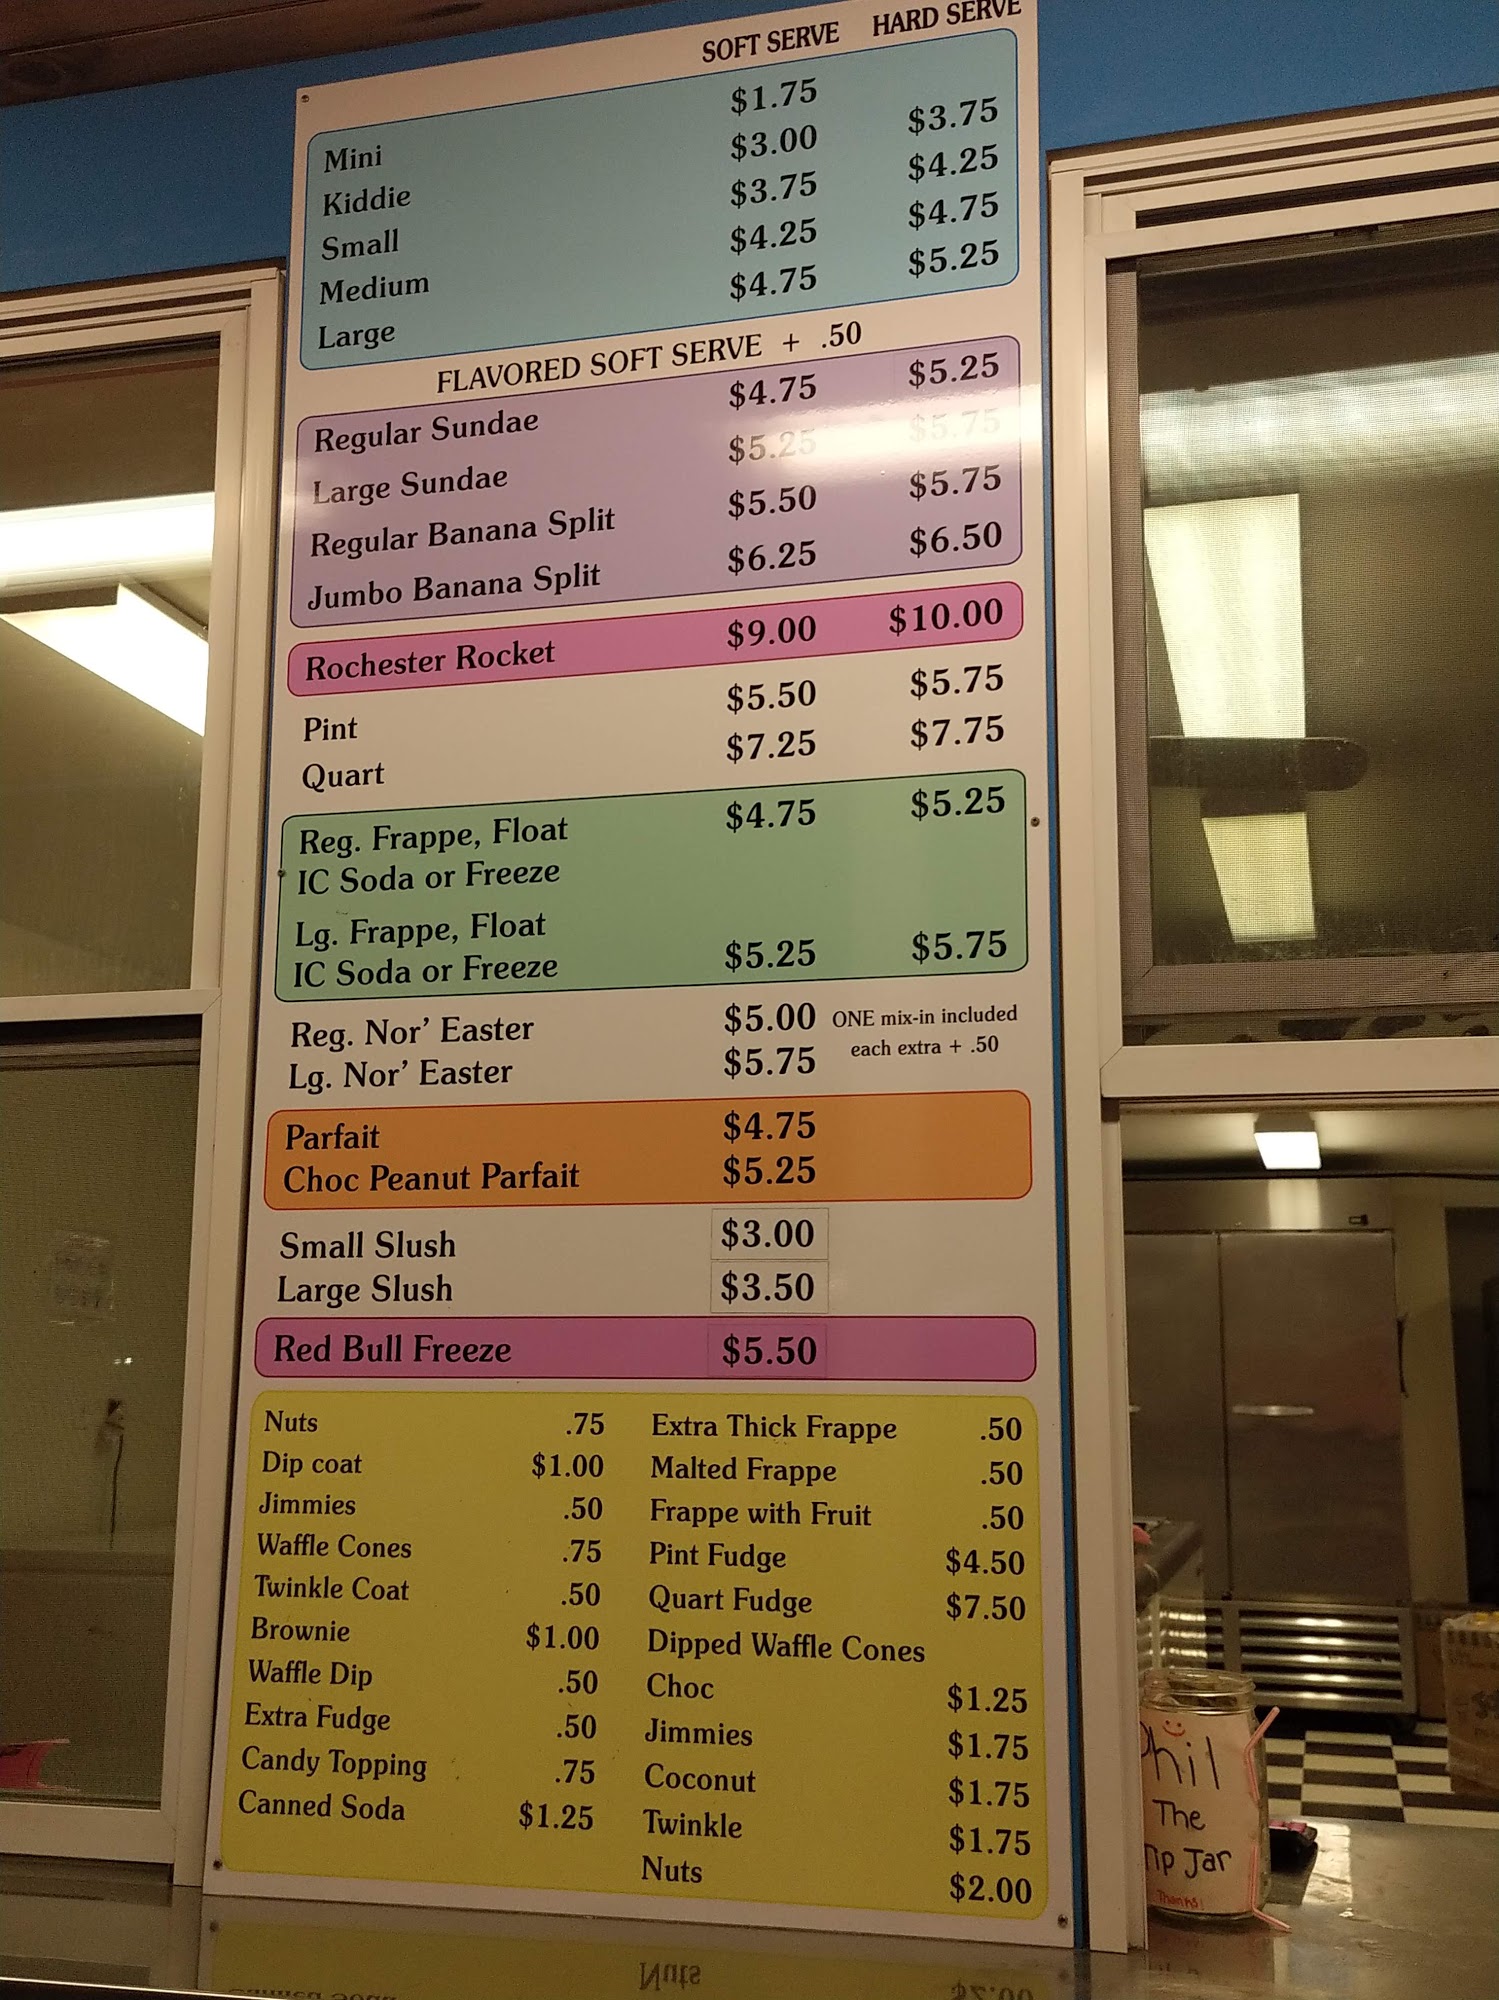 SOFT SERVE HARD SERVE
Mini $1.75
Kiddie $3.00 $3.75
Small $3.75 $4.25
Medium $4.25 $4.75
Large $4.75 $5.25
FLAVORED SOFT SERVE + .50
Regular Sundae $4.75 $5.25
Large Sundae $5.25 $5.75
Regular Banana Split $5.50 $5.75
Jumbo Banana Split $6.25 $6.50
Rochester Rocket $9.00 $10.00
Pint $5.50 $5.75
Quart $7.25 $7.75
Reg. Frappe, Float $4.75 $5.25
IC Soda or Freeze
Lg. Frappe, Float
IC Soda or Freeze $5.25 $5.75
Reg. Nor' Easter $5.00 ONE mix-in included
Lg. Nor' Easter $5.75 each extra + .50
Parfait $4.75
Choc Peanut Parfait $5.25
Small Slush $3.00
Large Slush $3.50
Red Bull Freeze $5.50
Nuts .75
Dip coat $1.00
Jimmies .50
Waffle Cones .75
Twinkle Coat .50
Brownie $1.00
Waffle Dip .50
Extra Fudge .50
Candy Topping .75
Canned Soda $1.25
Extra Thick Frappe .50
Malted Frappe .50
Frappe with Fruit .50
Pint Fudge $4.50
Quart Fudge $7.50
Dipped Waffle Cones
Choc $1.25
Jimmies $1.75
Coconut $1.75
Twinkle $1.75
Nuts $2.00
Phil
The
Tip Jar
Thanks!